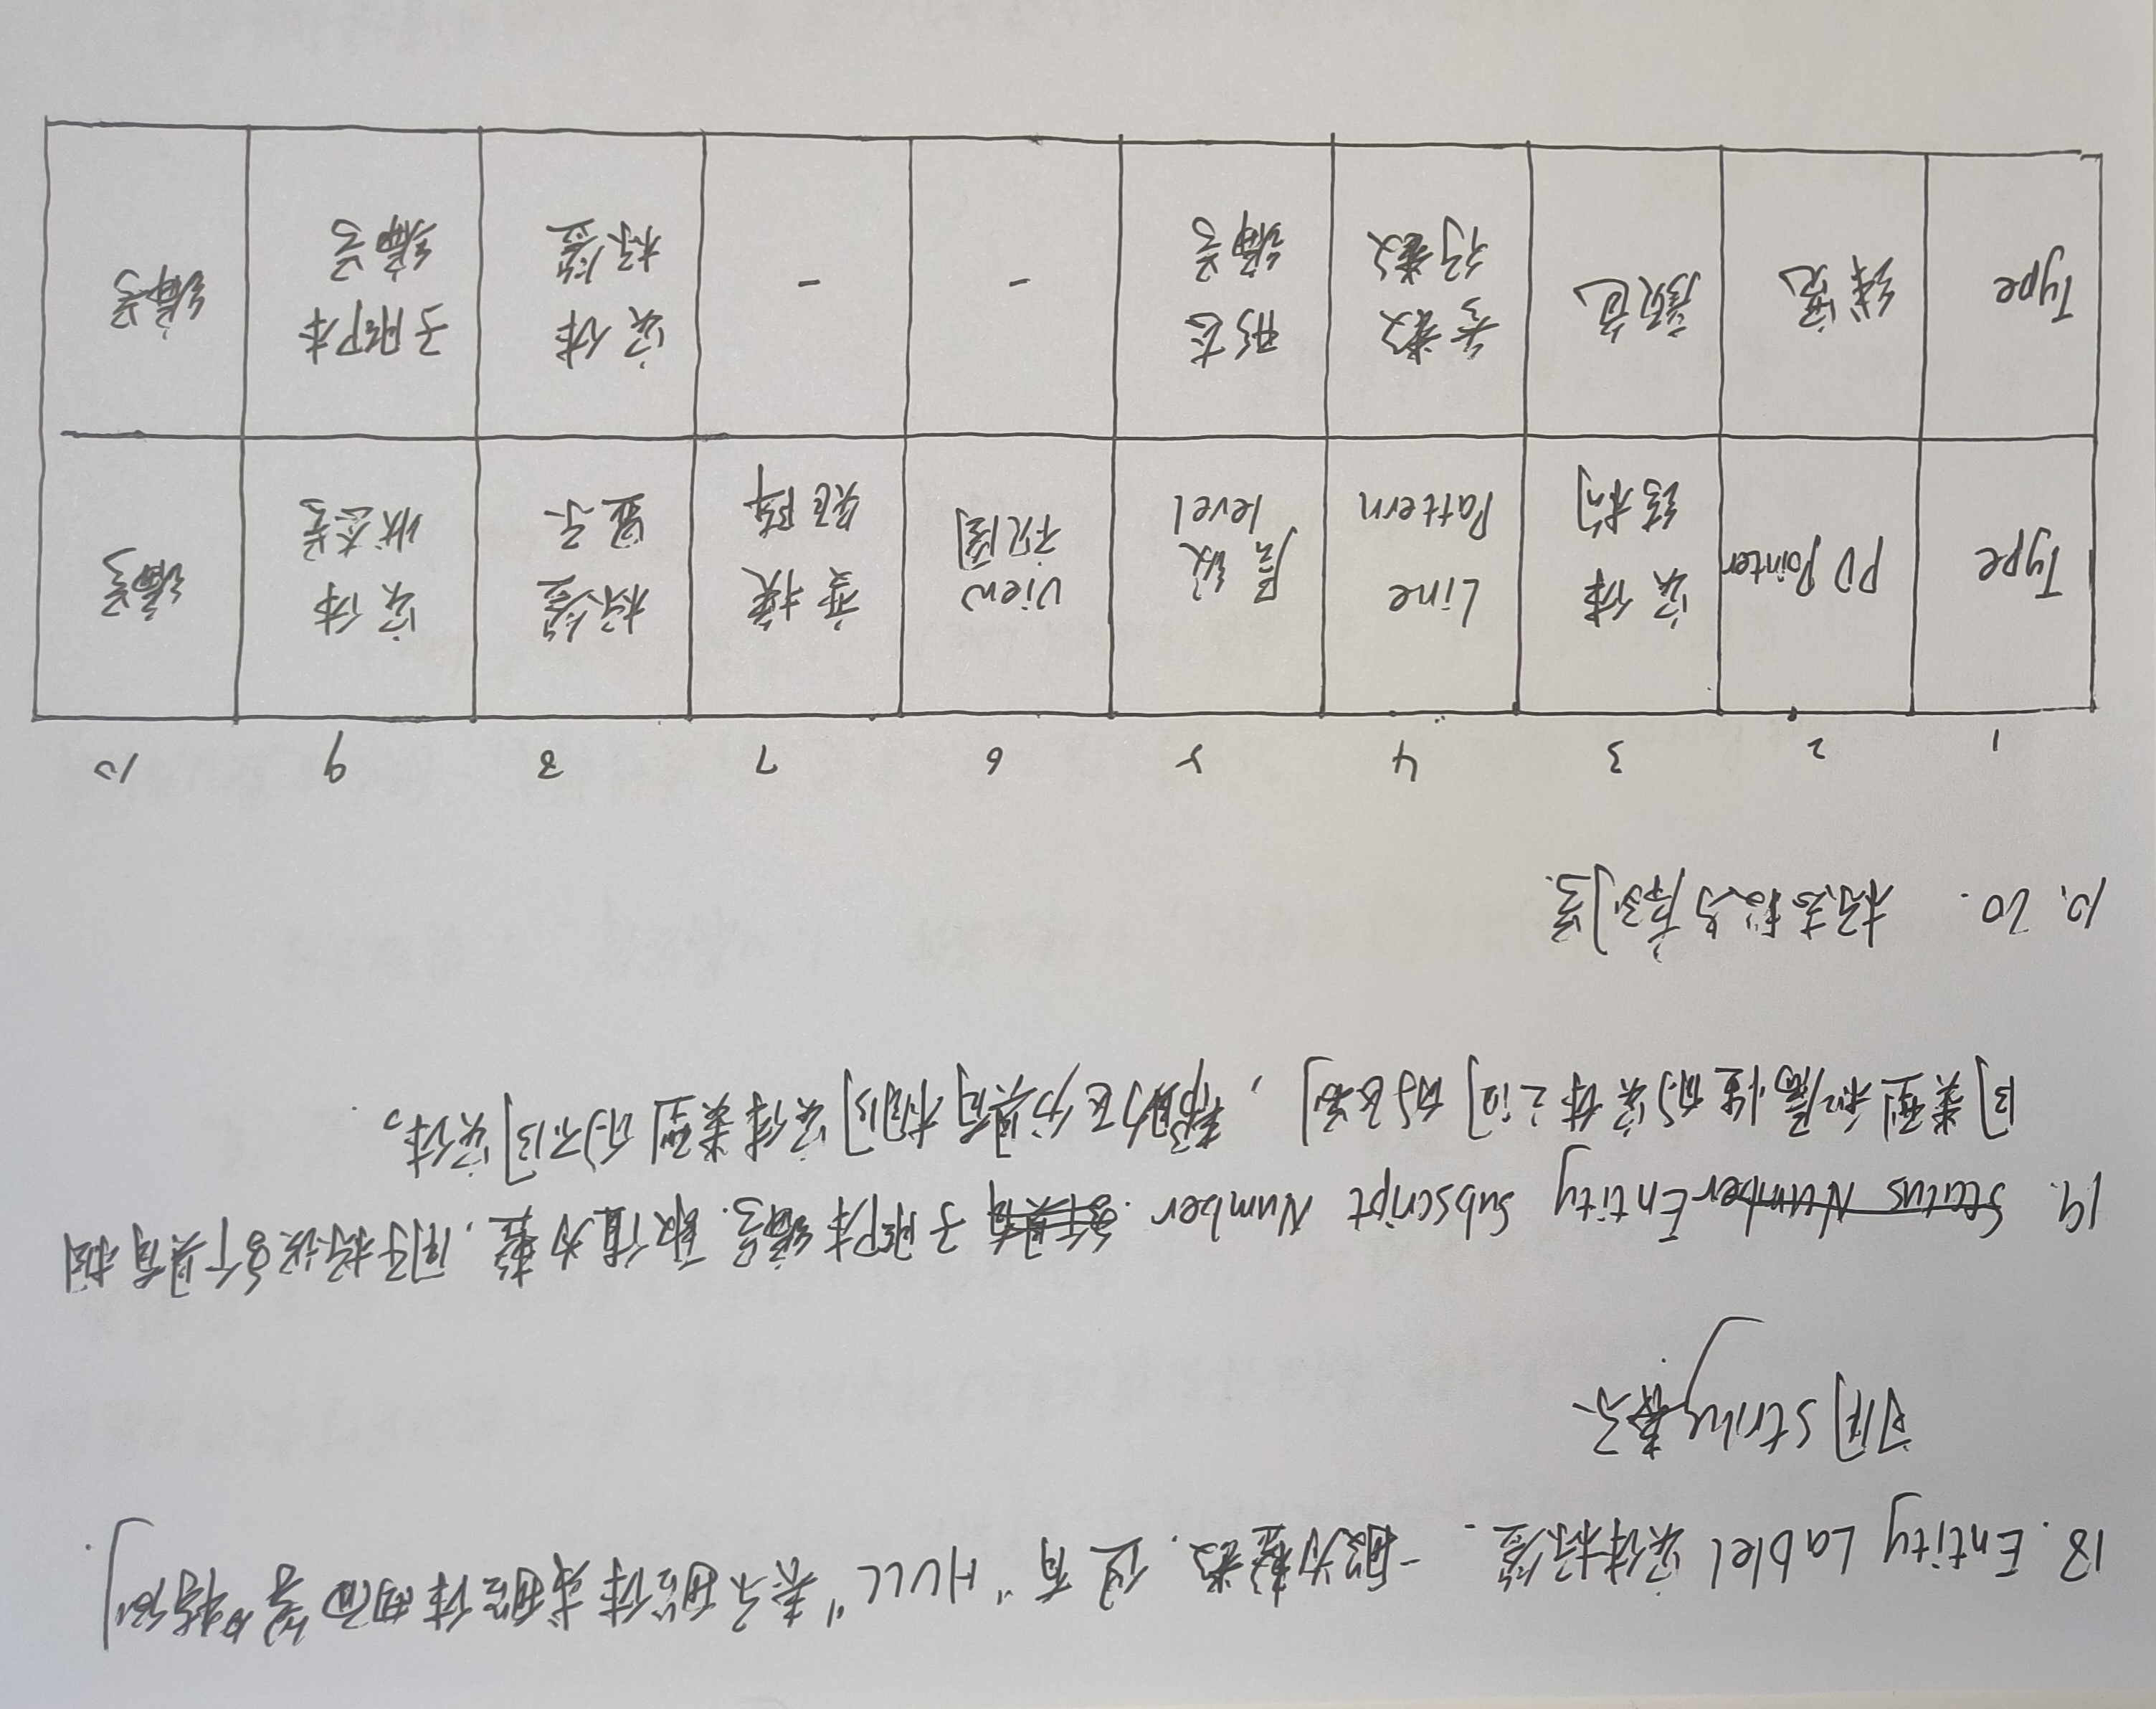 18. Entity Lablel 实体标签. 一般为整数. 但有“HULL”表示船体或船体曲面等特例.
可用 string 表示
19. Status Number Entity Subscript Number. 多个具有 子脚本编号. 取值为整, 用于标识多个具有相
同类型和属性的实体之间的区别, 帮助区分具有相同实体类型的不同实体。
10. 20. 标志段与序列号.
1 2 3 4 5 6 7 8 9 10
Type PD Pointer 实体结构 Line Pattern 层级 level view 视图 变换矩阵 标签显示 实体状态号 编号
Type 线宽 颜色 参数行数 形态编号 - - 实体标签 子脚本编号 编号